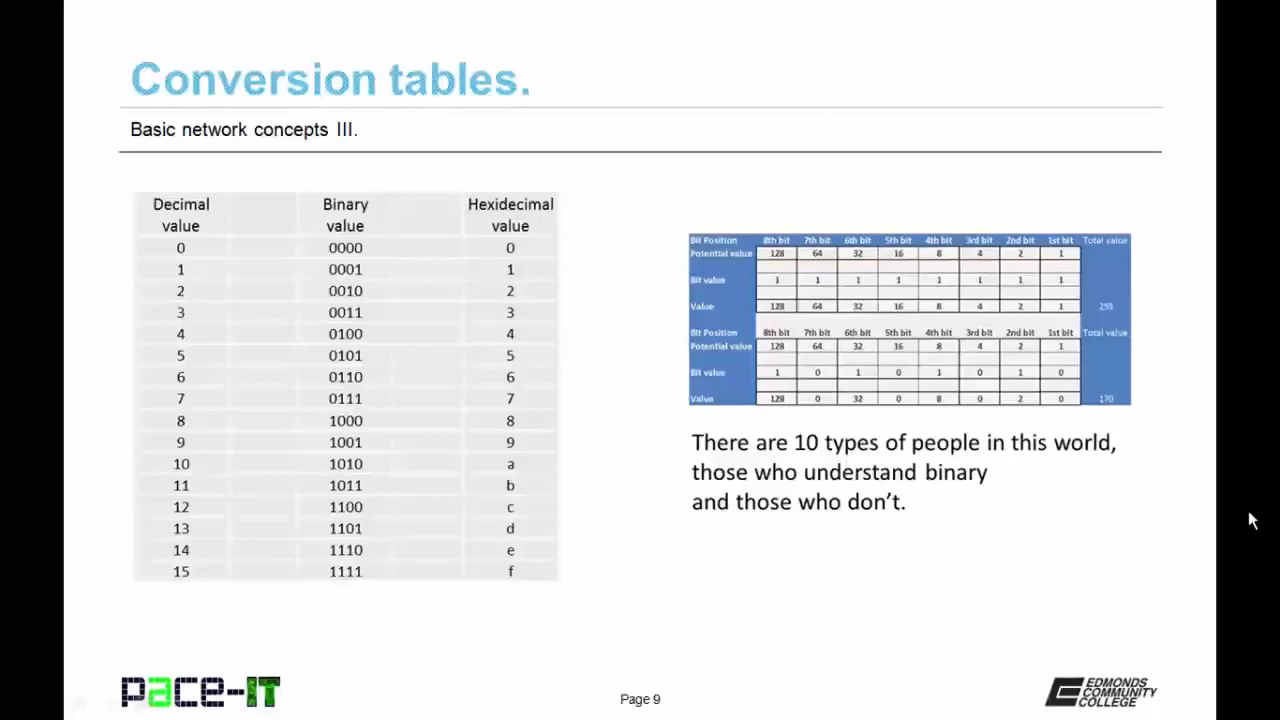 Conversion tables.
Basic network concepts III.
Decimal value Binary value Hexidecimal value
0 0000 0
1 0001 1
2 0010 2
3 0011 3
4 0100 4
5 0101 5
6 0110 6
7 0111 7
8 1000 8
9 1001 9
10 1010 a
11 1011 b
12 1100 c
13 1101 d
14 1110 e
15 1111 f
Bit Position 8th bit 7th bit 6th bit 5th bit 4th bit 3rd bit 2nd bit 1st bit Total value
Potential value 128 64 32 16 8 4 2 1
Bit value 1 1 1 1 1 1 1 1
Value 128 64 32 16 8 4 2 1 255
Bit Position 8th bit 7th bit 6th bit 5th bit 4th bit 3rd bit 2nd bit 1st bit Total value
Potential value 128 64 32 16 8 4 2 1
Bit value 1 0 1 0 1 0 1 0
Value 128 0 32 0 8 0 2 0 170
There are 10 types of people in this world,
those who understand binary
and those who don’t.
pace-IT
Page 9
EDMONDS
COMMUNITY
COLLEGE